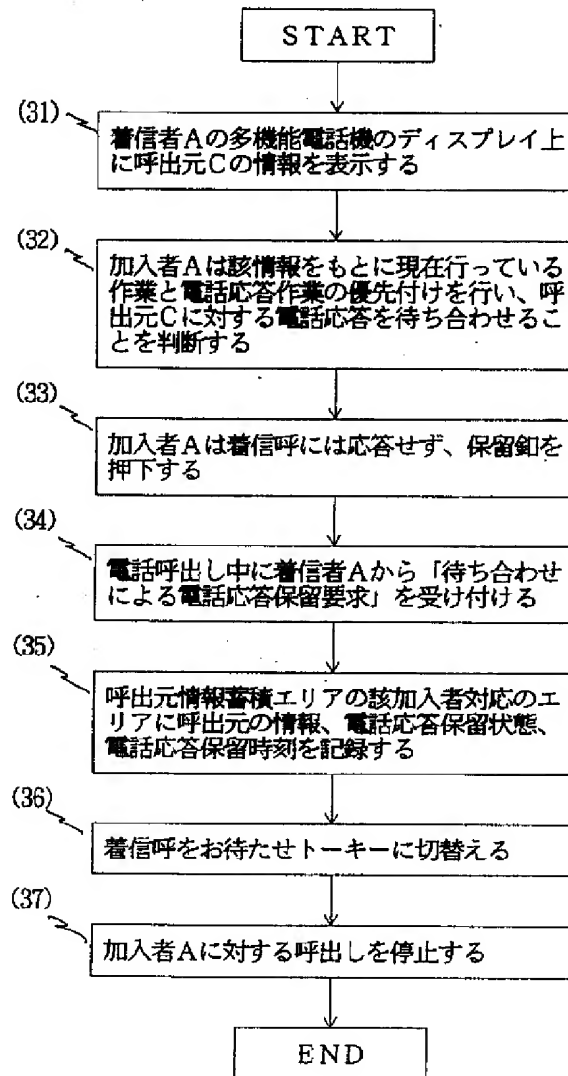 START
(31)
着信者Aの多機能電話機のディスプレイ上
に呼出元Cの情報を表示する
(32)
加入者Aは該情報をもとに現在行っている
作業と電話応答作業の優先付けを行い、呼
出元Cに対する電話応答を待ち合わせるこ
とを判断する
(33)
加入者Aは着信呼には応答せず、保留釦を
押下する
(34)
電話呼出し中に着信者Aから「待ち合わせ
による電話応答保留要求」を受け付ける
(35)
呼出元情報蓄積エリアの該加入者対応のエ
リアに呼出元の情報、電話応答保留状態、
電話応答保留時刻を記録する
(36)
着信呼をお待たせトーキーに切替える
(37)
加入者Aに対する呼出しを停止する
END